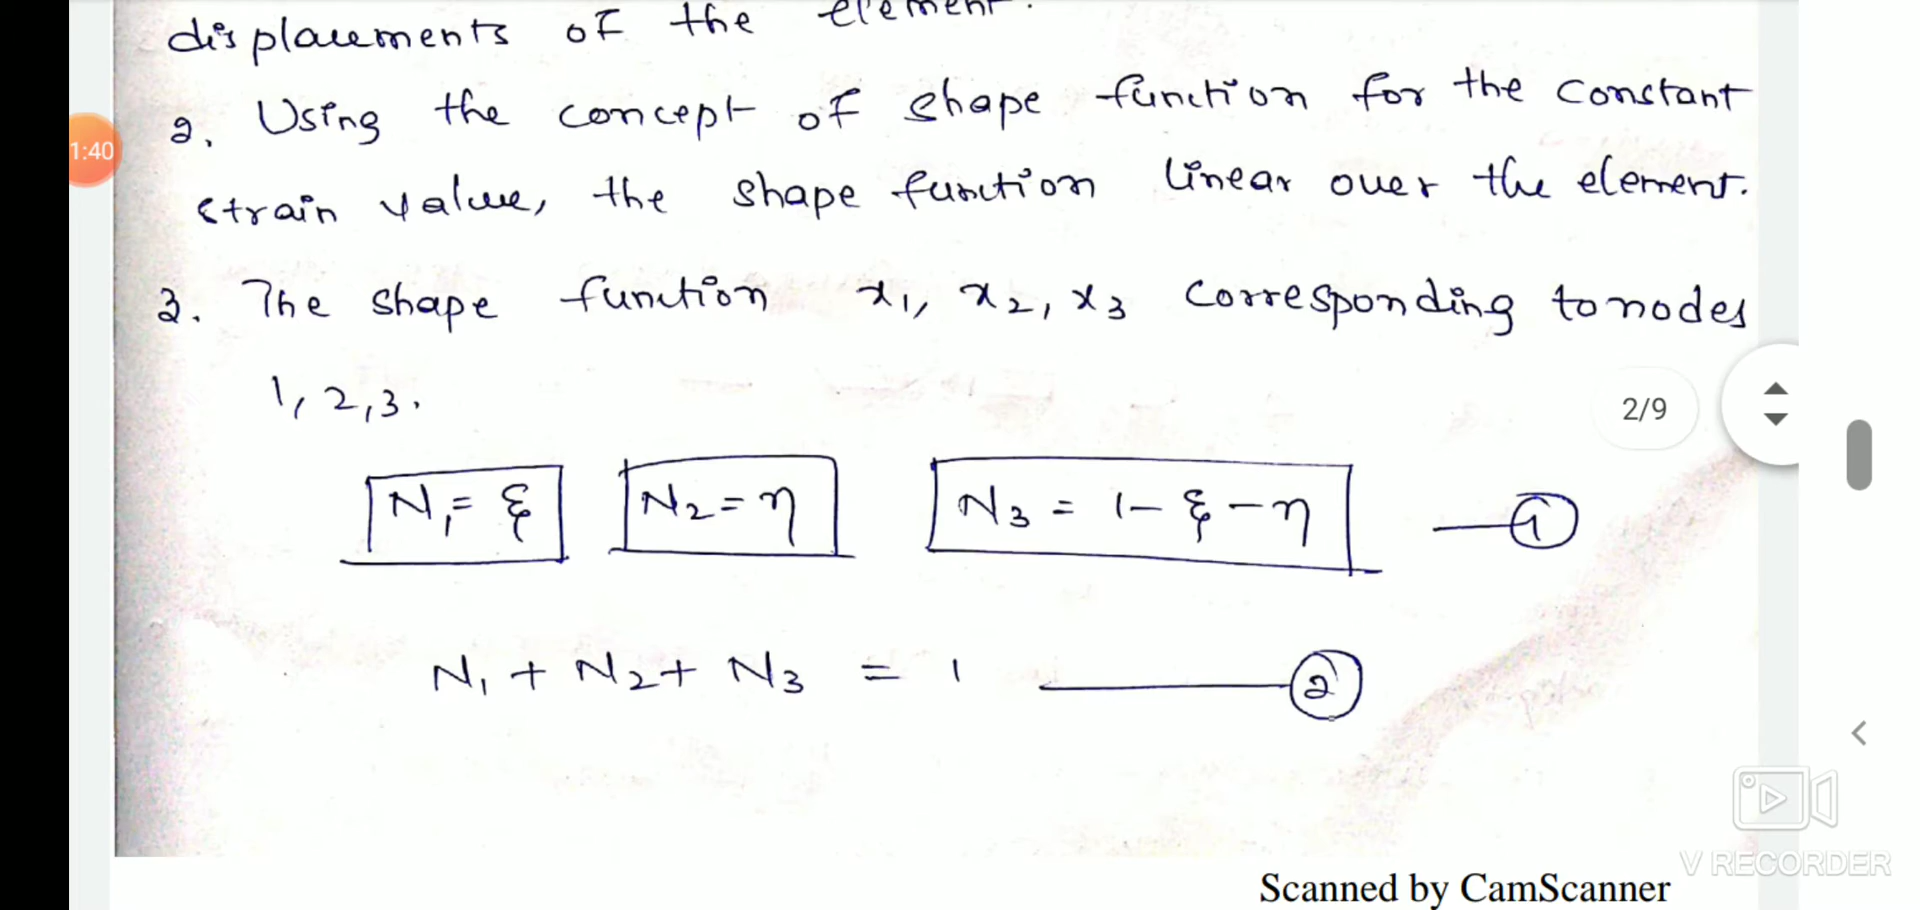 displacements of the element.
2. Using the concept of shape function for the constant
strain value, the shape function linear over the element.
3. The shape function x1, x2, x3 corresponding to nodes
1, 2, 3.
N1 = ξ N2 = η N3 = 1 - ξ - η ①
N1 + N2 + N3 = 1 ②
1:40
2/9
V RECORDER
Scanned by CamScanner